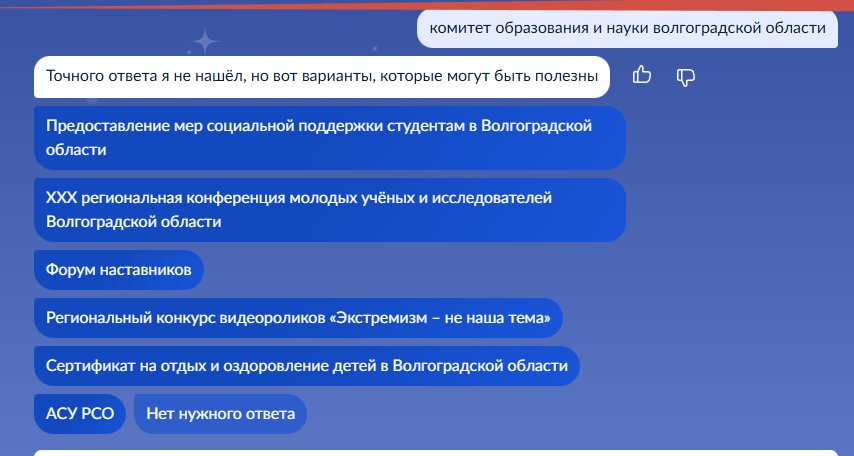 комитет образования и науки волгоградской области
Точного ответа я не нашёл, но вот варианты, которые могут быть полезны
Предоставление мер социальной поддержки студентам в Волгоградской
области
XXX региональная конференция молодых учёных и исследователей
Волгоградской области
Форум наставников
Региональный конкурс видеороликов «Экстремизм – не наша тема»
Сертификат на отдых и оздоровление детей в Волгоградской области
АСУ РСО
Нет нужного ответа